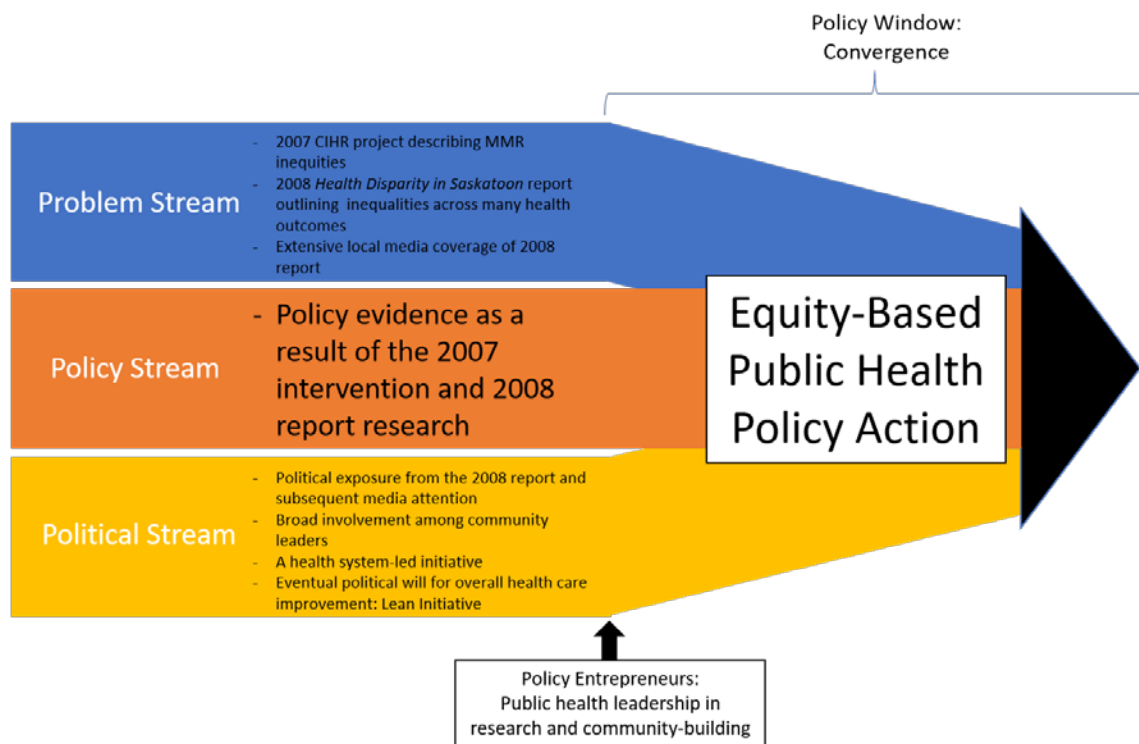 Policy Window:
Convergence
Problem Stream
- 2007 CIHR project describing MMR
inequities
- 2008 Health Disparity in Saskatoon report
outlining inequalities across many health
outcomes
- Extensive local media coverage of 2008
report
Policy Stream
- Policy evidence as a
result of the 2007
intervention and 2008
report research
Equity-Based
Public Health
Policy Action
Political Stream
- Political exposure from the 2008 report and
subsequent media attention
- Broad involvement among community
leaders
- A health system-led initiative
- Eventual political will for overall health care
improvement: Lean Initiative
Policy Entrepreneurs:
Public health leadership in
research and community-building